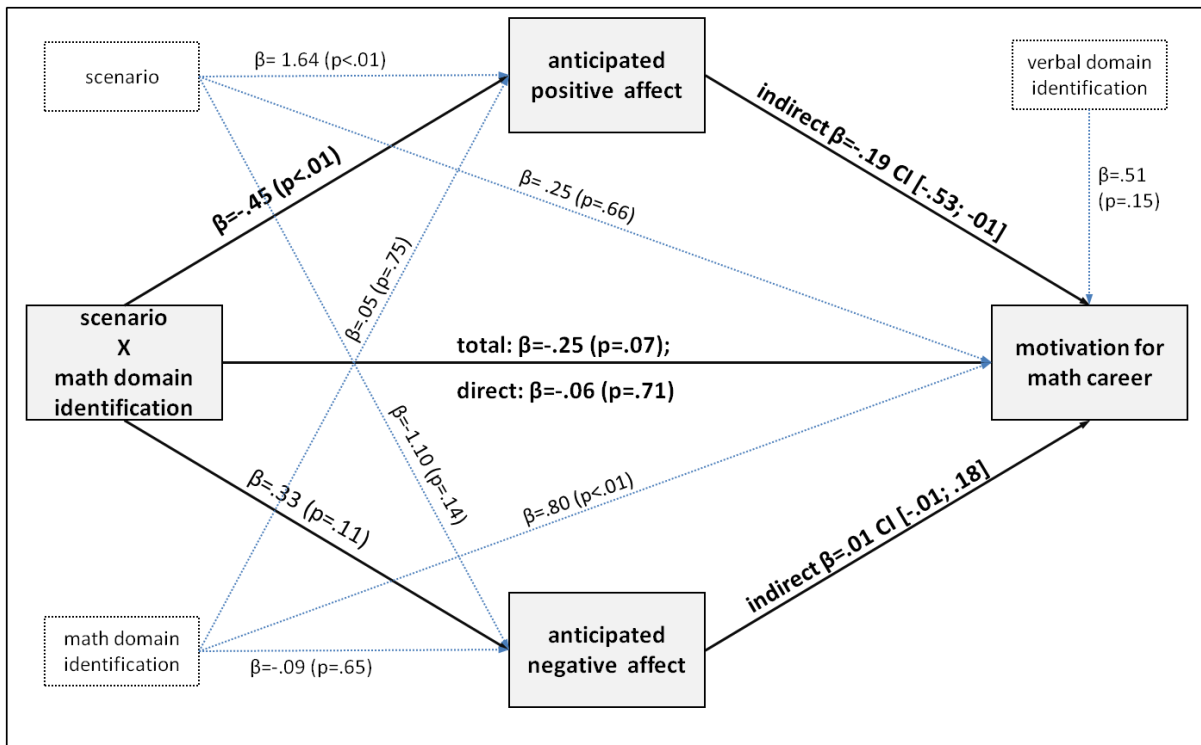 scenario
β= 1.64 (p<.01)
anticipated
positive affect
verbal domain
identification
β=-.45 (p<.01)
indirect β=-.19 CI [-.53; -01]
β= .25 (p=.66)
β=.51
(p=.15)
β=.05 (p=.75)
scenario
X
math domain
identification
total: β=-.25 (p=.07);
direct: β=-.06 (p=.71)
motivation for
math career
β=-1.10 (p=.14)
β=.33 (p=.11)
β=.80 (p<.01)
indirect β=.01 CI [-.01; .18]
math domain
identification
β=-.09 (p=.65)
anticipated
negative affect